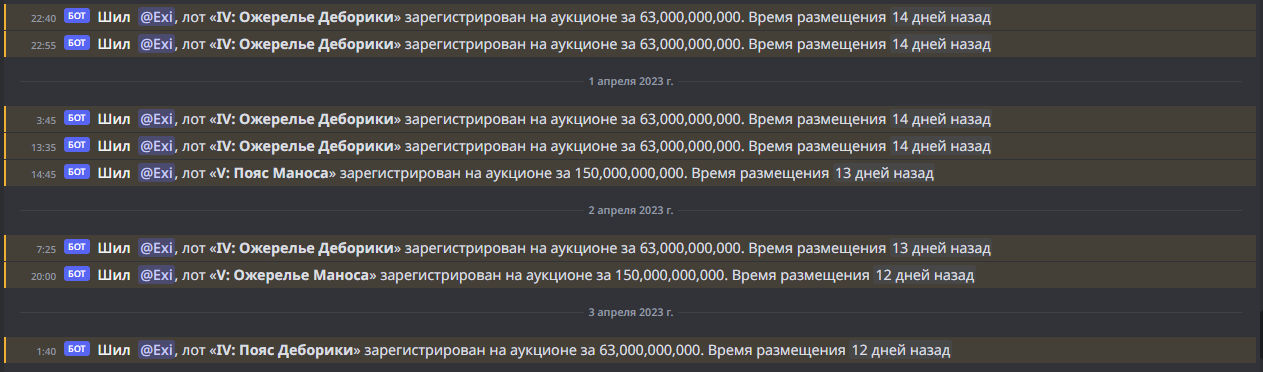 22:40 БОТ Шил @Exi, лот «IV: Ожерелье Деборики» зарегистрирован на аукционе за 63,000,000,000. Время размещения 14 дней назад
22:55 БОТ Шил @Exi, лот «IV: Ожерелье Деборики» зарегистрирован на аукционе за 63,000,000,000. Время размещения 14 дней назад
1 апреля 2023 г.
3:45 БОТ Шил @Exi, лот «IV: Ожерелье Деборики» зарегистрирован на аукционе за 63,000,000,000. Время размещения 14 дней назад
13:35 БОТ Шил @Exi, лот «IV: Ожерелье Деборики» зарегистрирован на аукционе за 63,000,000,000. Время размещения 14 дней назад
14:45 БОТ Шил @Exi, лот «V: Пояс Маноса» зарегистрирован на аукционе за 150,000,000,000. Время размещения 13 дней назад
2 апреля 2023 г.
7:25 БОТ Шил @Exi, лот «IV: Ожерелье Деборики» зарегистрирован на аукционе за 63,000,000,000. Время размещения 13 дней назад
20:00 БОТ Шил @Exi, лот «V: Ожерелье Маноса» зарегистрирован на аукционе за 150,000,000,000. Время размещения 12 дней назад
3 апреля 2023 г.
1:40 БОТ Шил @Exi, лот «IV: Пояс Деборики» зарегистрирован на аукционе за 63,000,000,000. Время размещения 12 дней назад